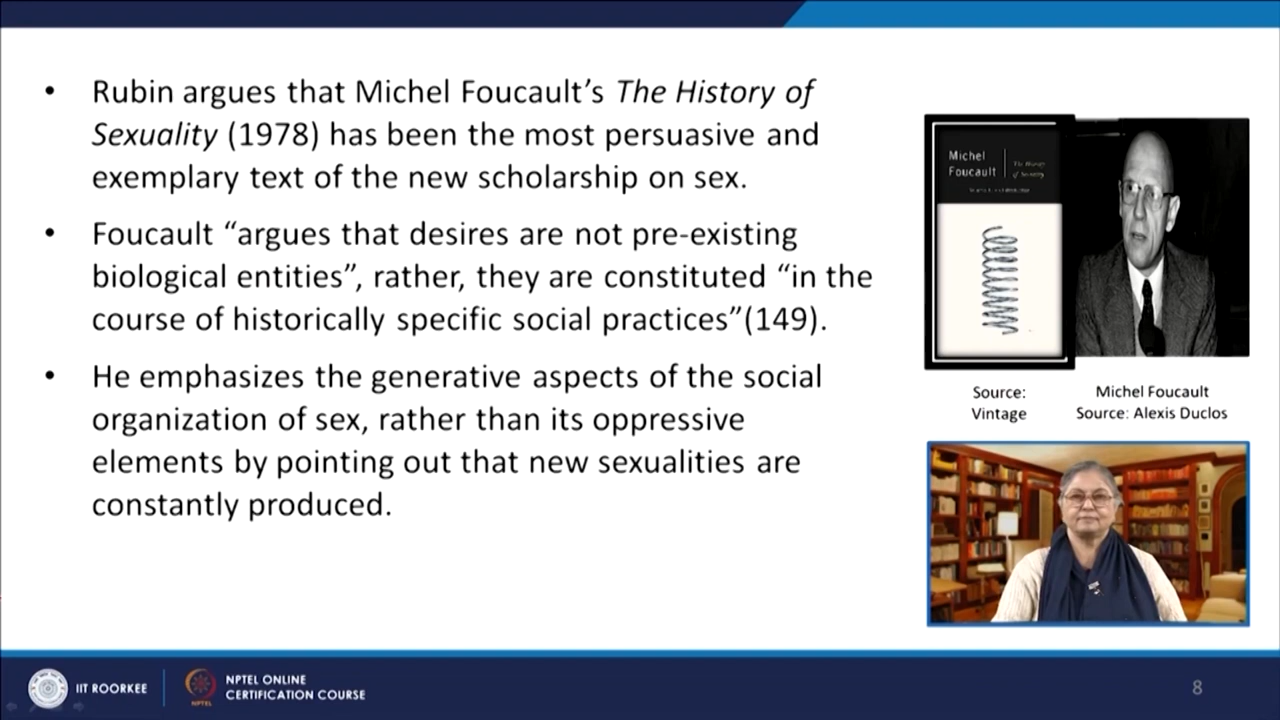 • Rubin argues that Michel Foucault's The History of
Sexuality (1978) has been the most persuasive and
exemplary text of the new scholarship on sex.
• Foucault “argues that desires are not pre-existing
biological entities”, rather, they are constituted “in the
course of historically specific social practices”(149).
• He emphasizes the generative aspects of the social
organization of sex, rather than its oppressive
elements by pointing out that new sexualities are
constantly produced.
Michel
Foucault
The History
of Sexuality
Source:
Vintage
Michel Foucault
Source: Alexis Duclos
IIT ROORKEE
NPTEL
NPTEL ONLINE
CERTIFICATION COURSE
8